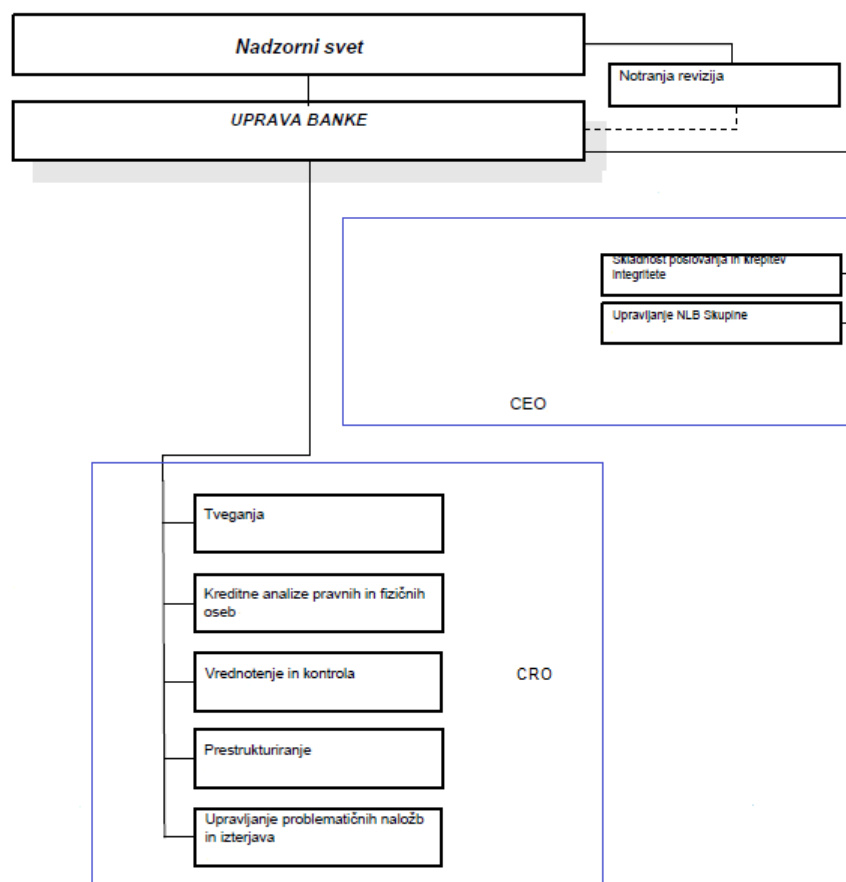 Nadzorni svet
Notranja revizija
UPRAVA BANKE
Skladnost poslovanja in krepitev
integritete
Upravljanje NLB Skupine
CEO
Tveganja
Kreditne analize pravnih in fizičnih
oseb
Vrednotenje in kontrola
CRO
Prestrukturiranje
Upravljanje problematičnih naložb
in izterjava